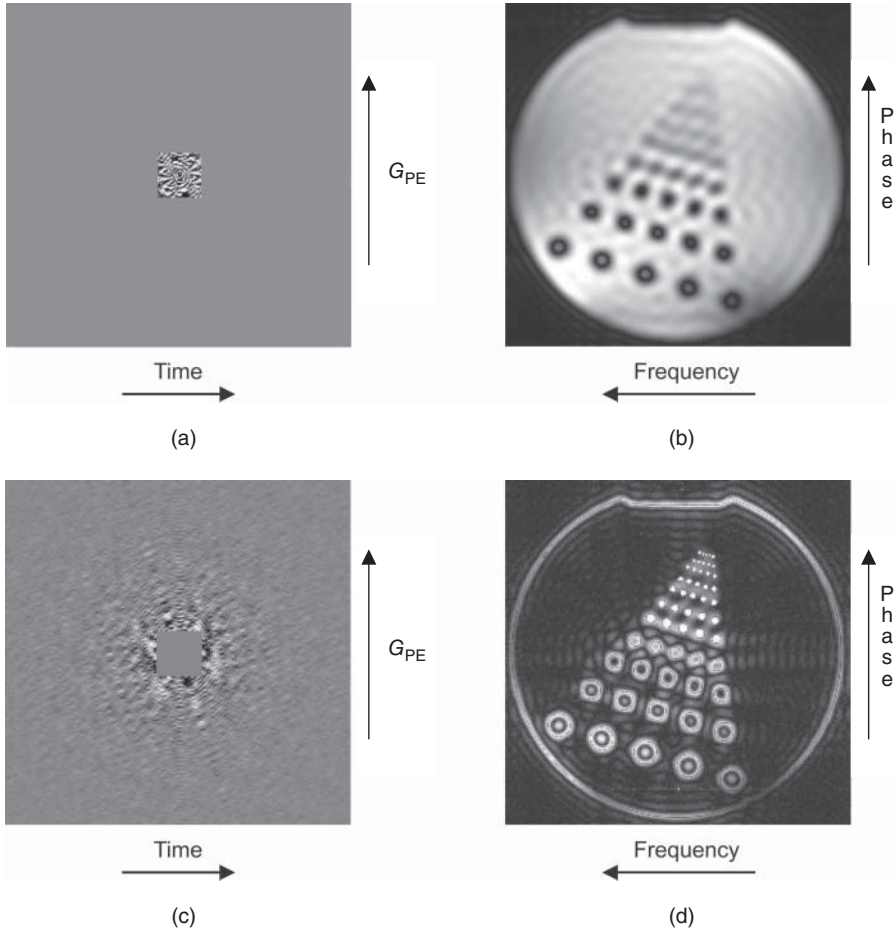 G_PE
P
h
a
s
e
Time
Frequency
(a)
(b)
G_PE
P
h
a
s
e
Time
Frequency
(c)
(d)